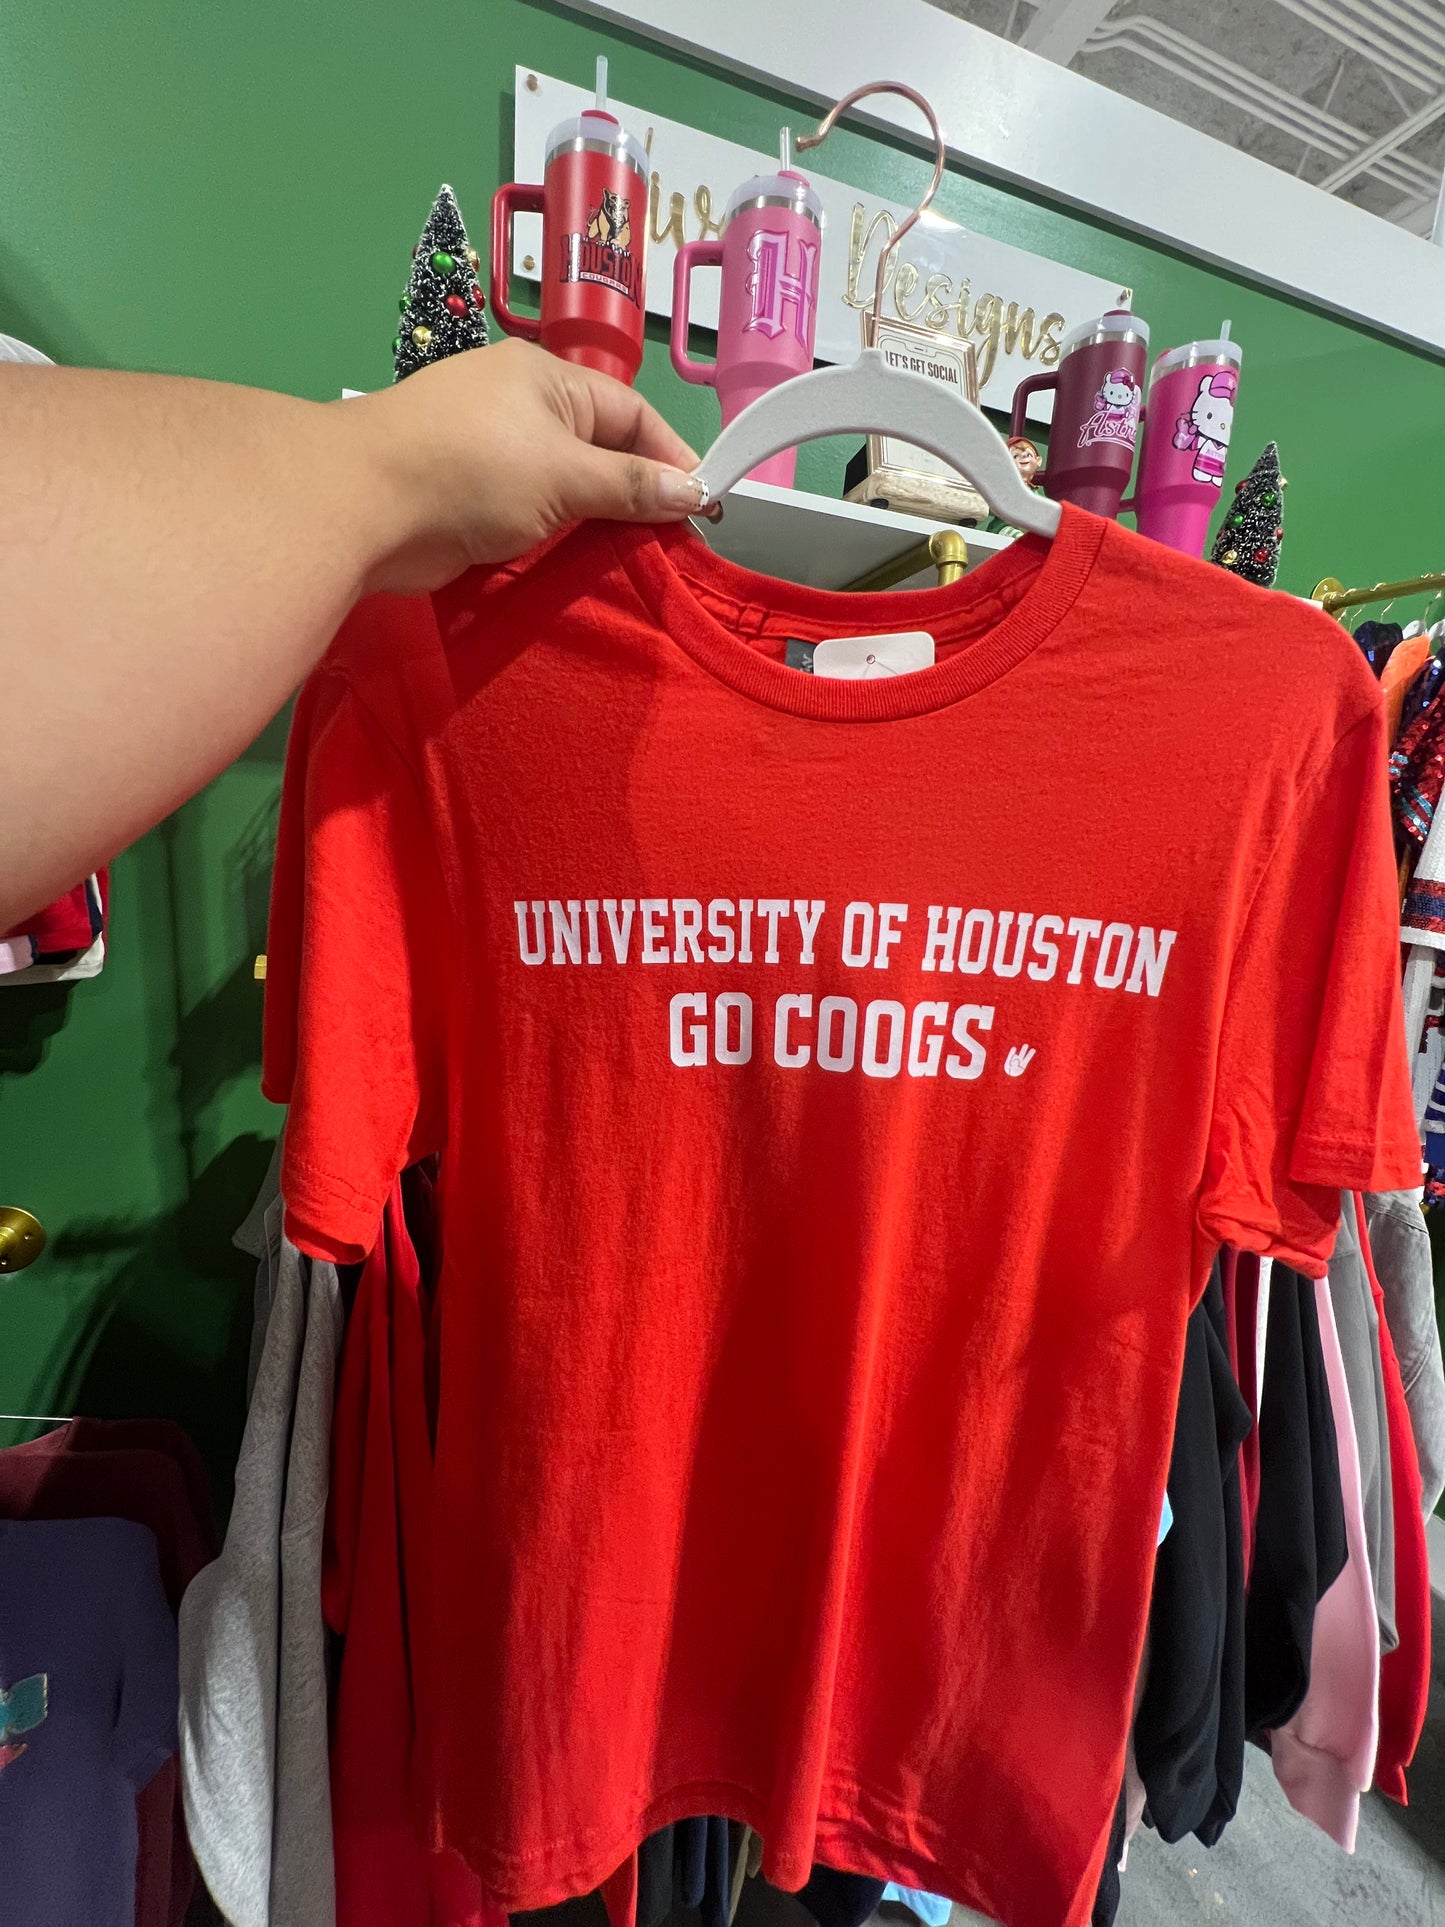 HOUSTON
COUGARS
H
Designs
LET'S GET SOCIAL
UNIVERSITY OF HOUSTON
GO COOGS